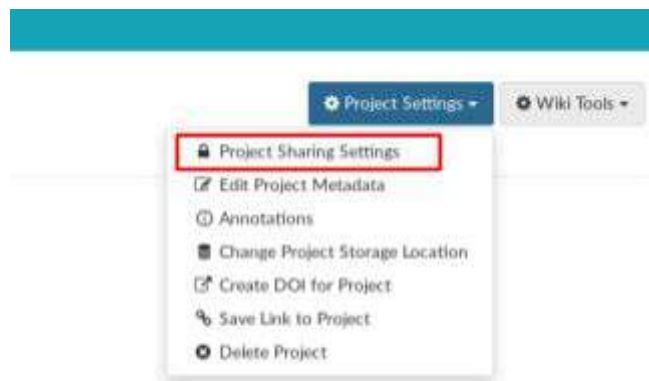 Project Settings
Wiki Tools
Project Sharing Settings
Edit Project Metadata
Annotations
Change Project Storage Location
Create DOI for Project
Save Link to Project
Delete Project